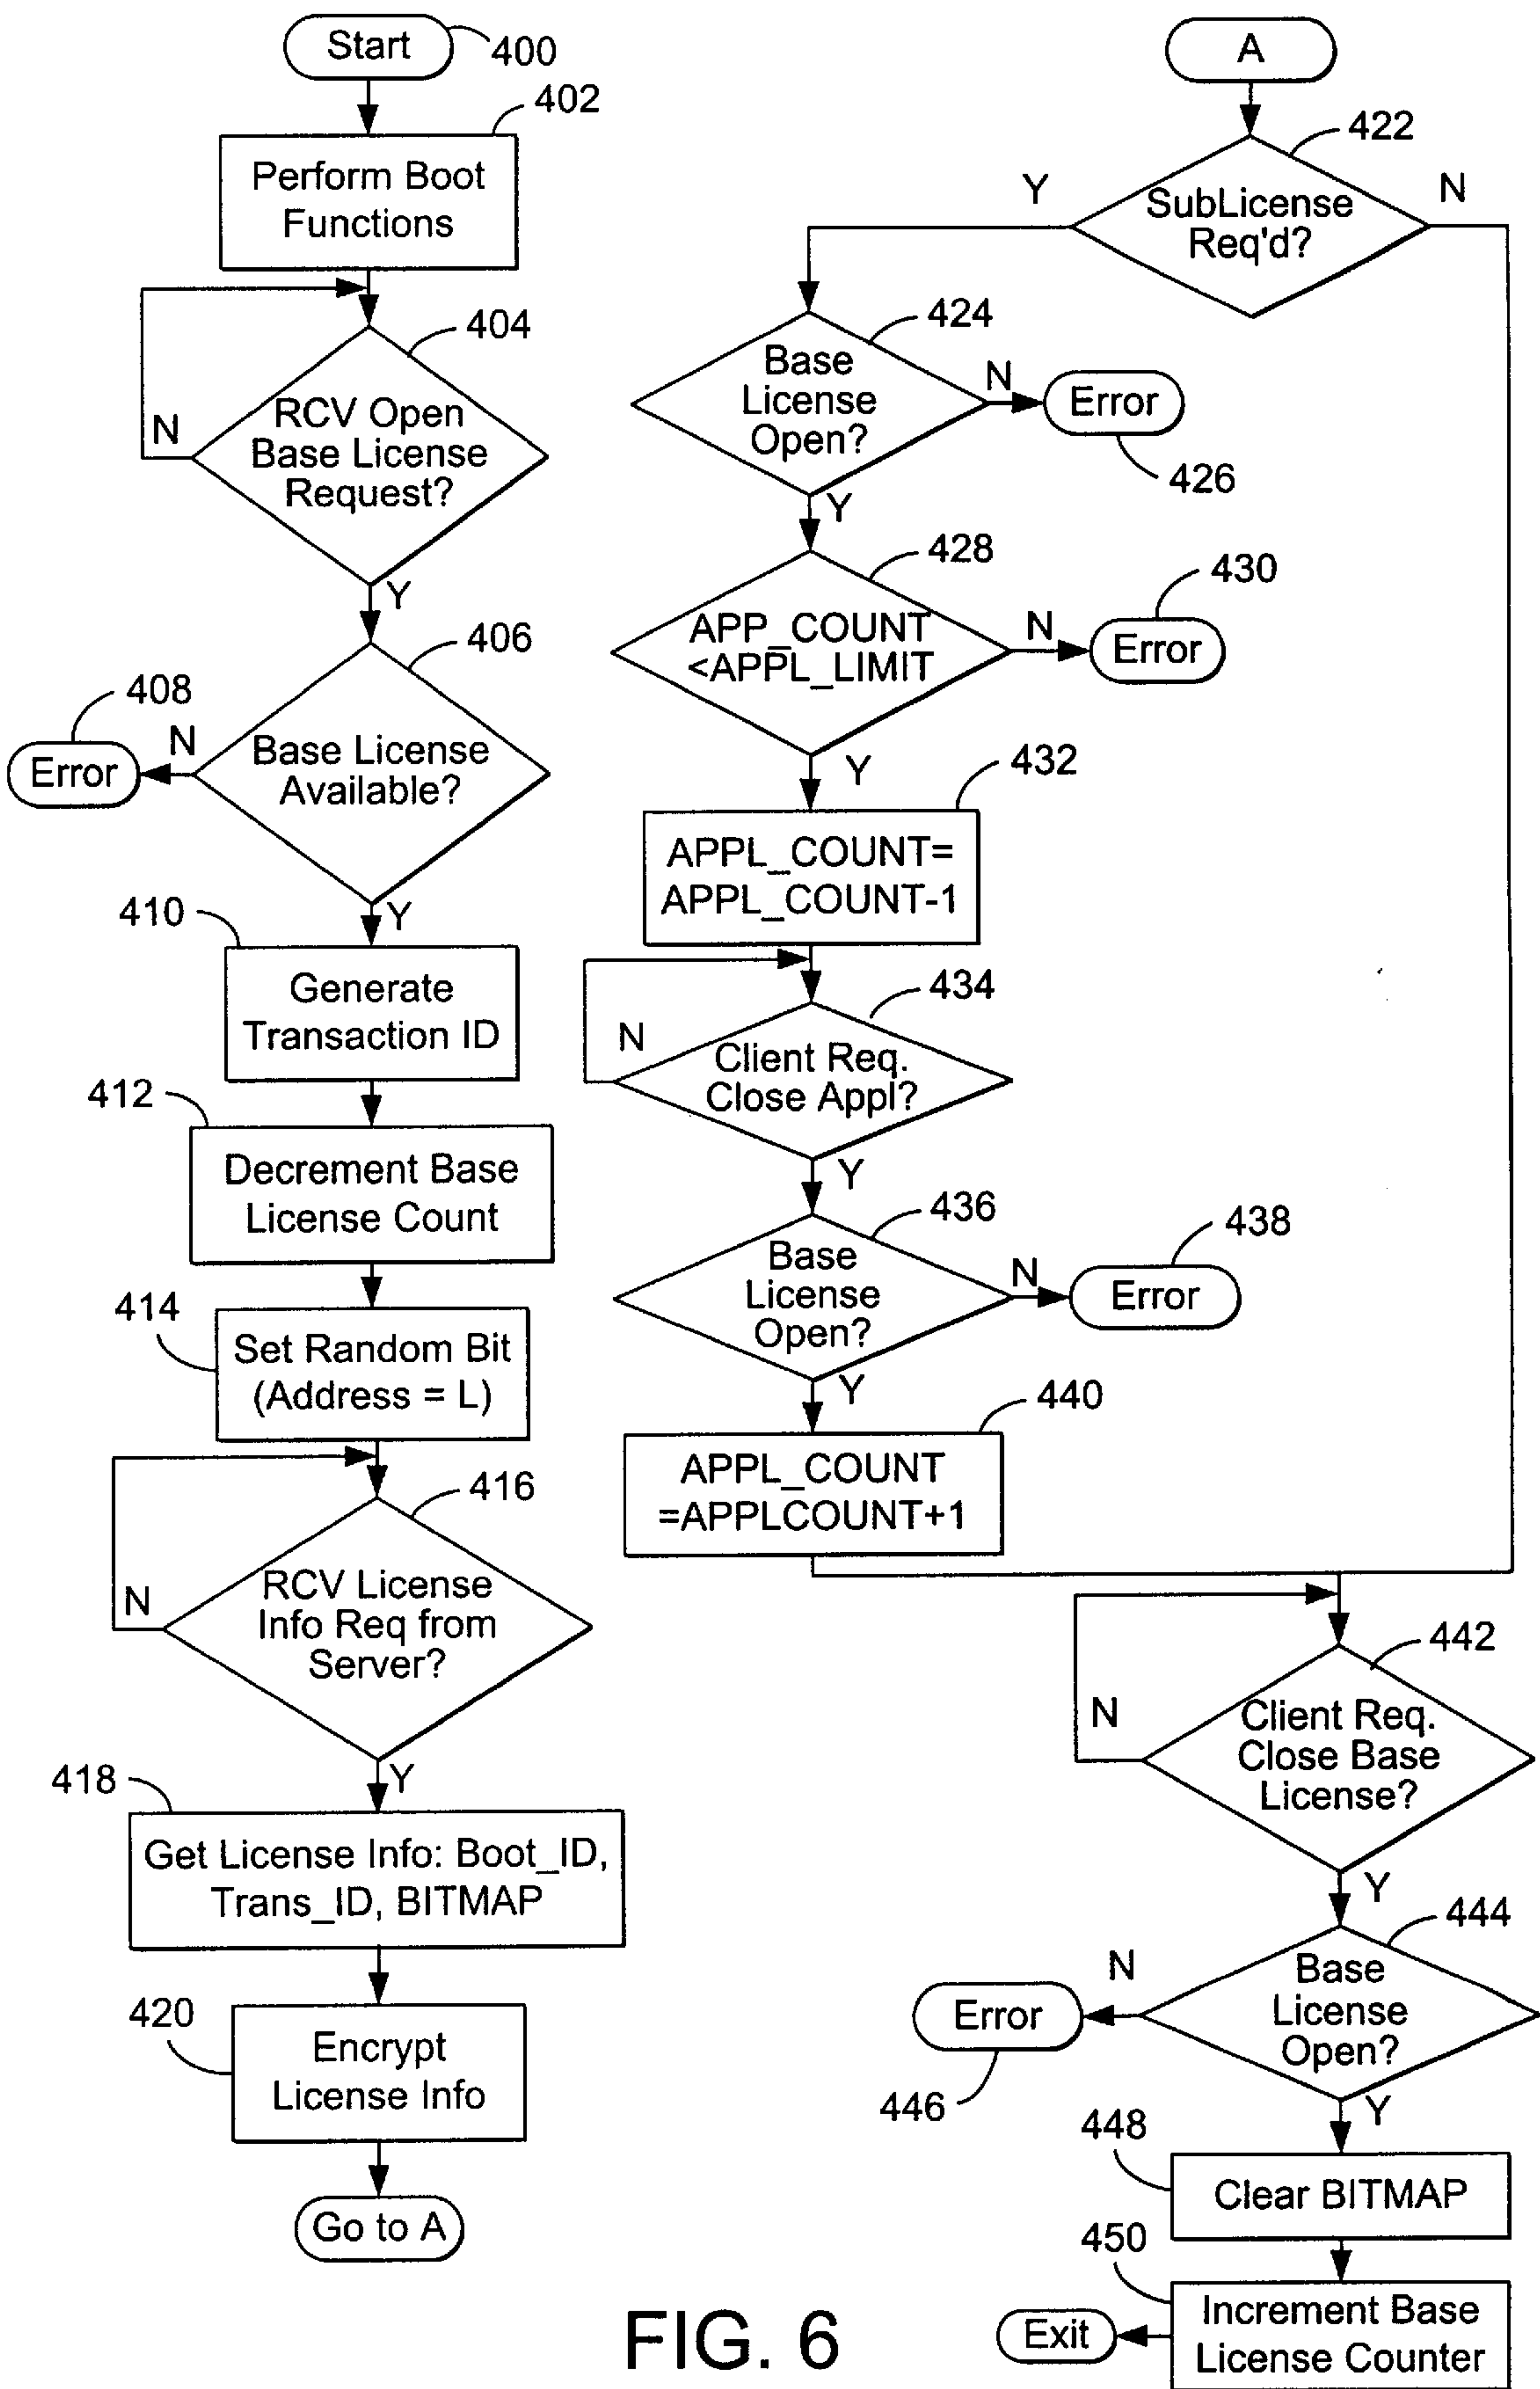 Start
400
402
Perform Boot
Functions
404
N
RCV Open
Base License
Request?
Y
406
408
N
Error
Base License
Available?
Y
410
Generate
Transaction ID
412
Decrement Base
License Count
414
Set Random Bit
(Address = L)
416
N
RCV License
Info Req from
Server?
Y
418
Get License Info: Boot_ID,
Trans_ID, BITMAP
420
Encrypt
License Info
Go to A
A
422
Y
SubLicense
Req'd?
N
424
Base
License
Open?
N
Error
426
Y
428
APP_COUNT
<APPL_LIMIT
N
430
Error
Y
432
APPL_COUNT=
APPL_COUNT-1
434
N
Client Req.
Close Appl?
Y
436
Base
License
Open?
N
438
Error
Y
440
APPL_COUNT
=APPLCOUNT+1
442
N
Client Req.
Close Base
License?
Y
444
N
Base
License
Open?
Error
446
Y
448
Clear BITMAP
450
Increment Base
License Counter
Exit
FIG. 6